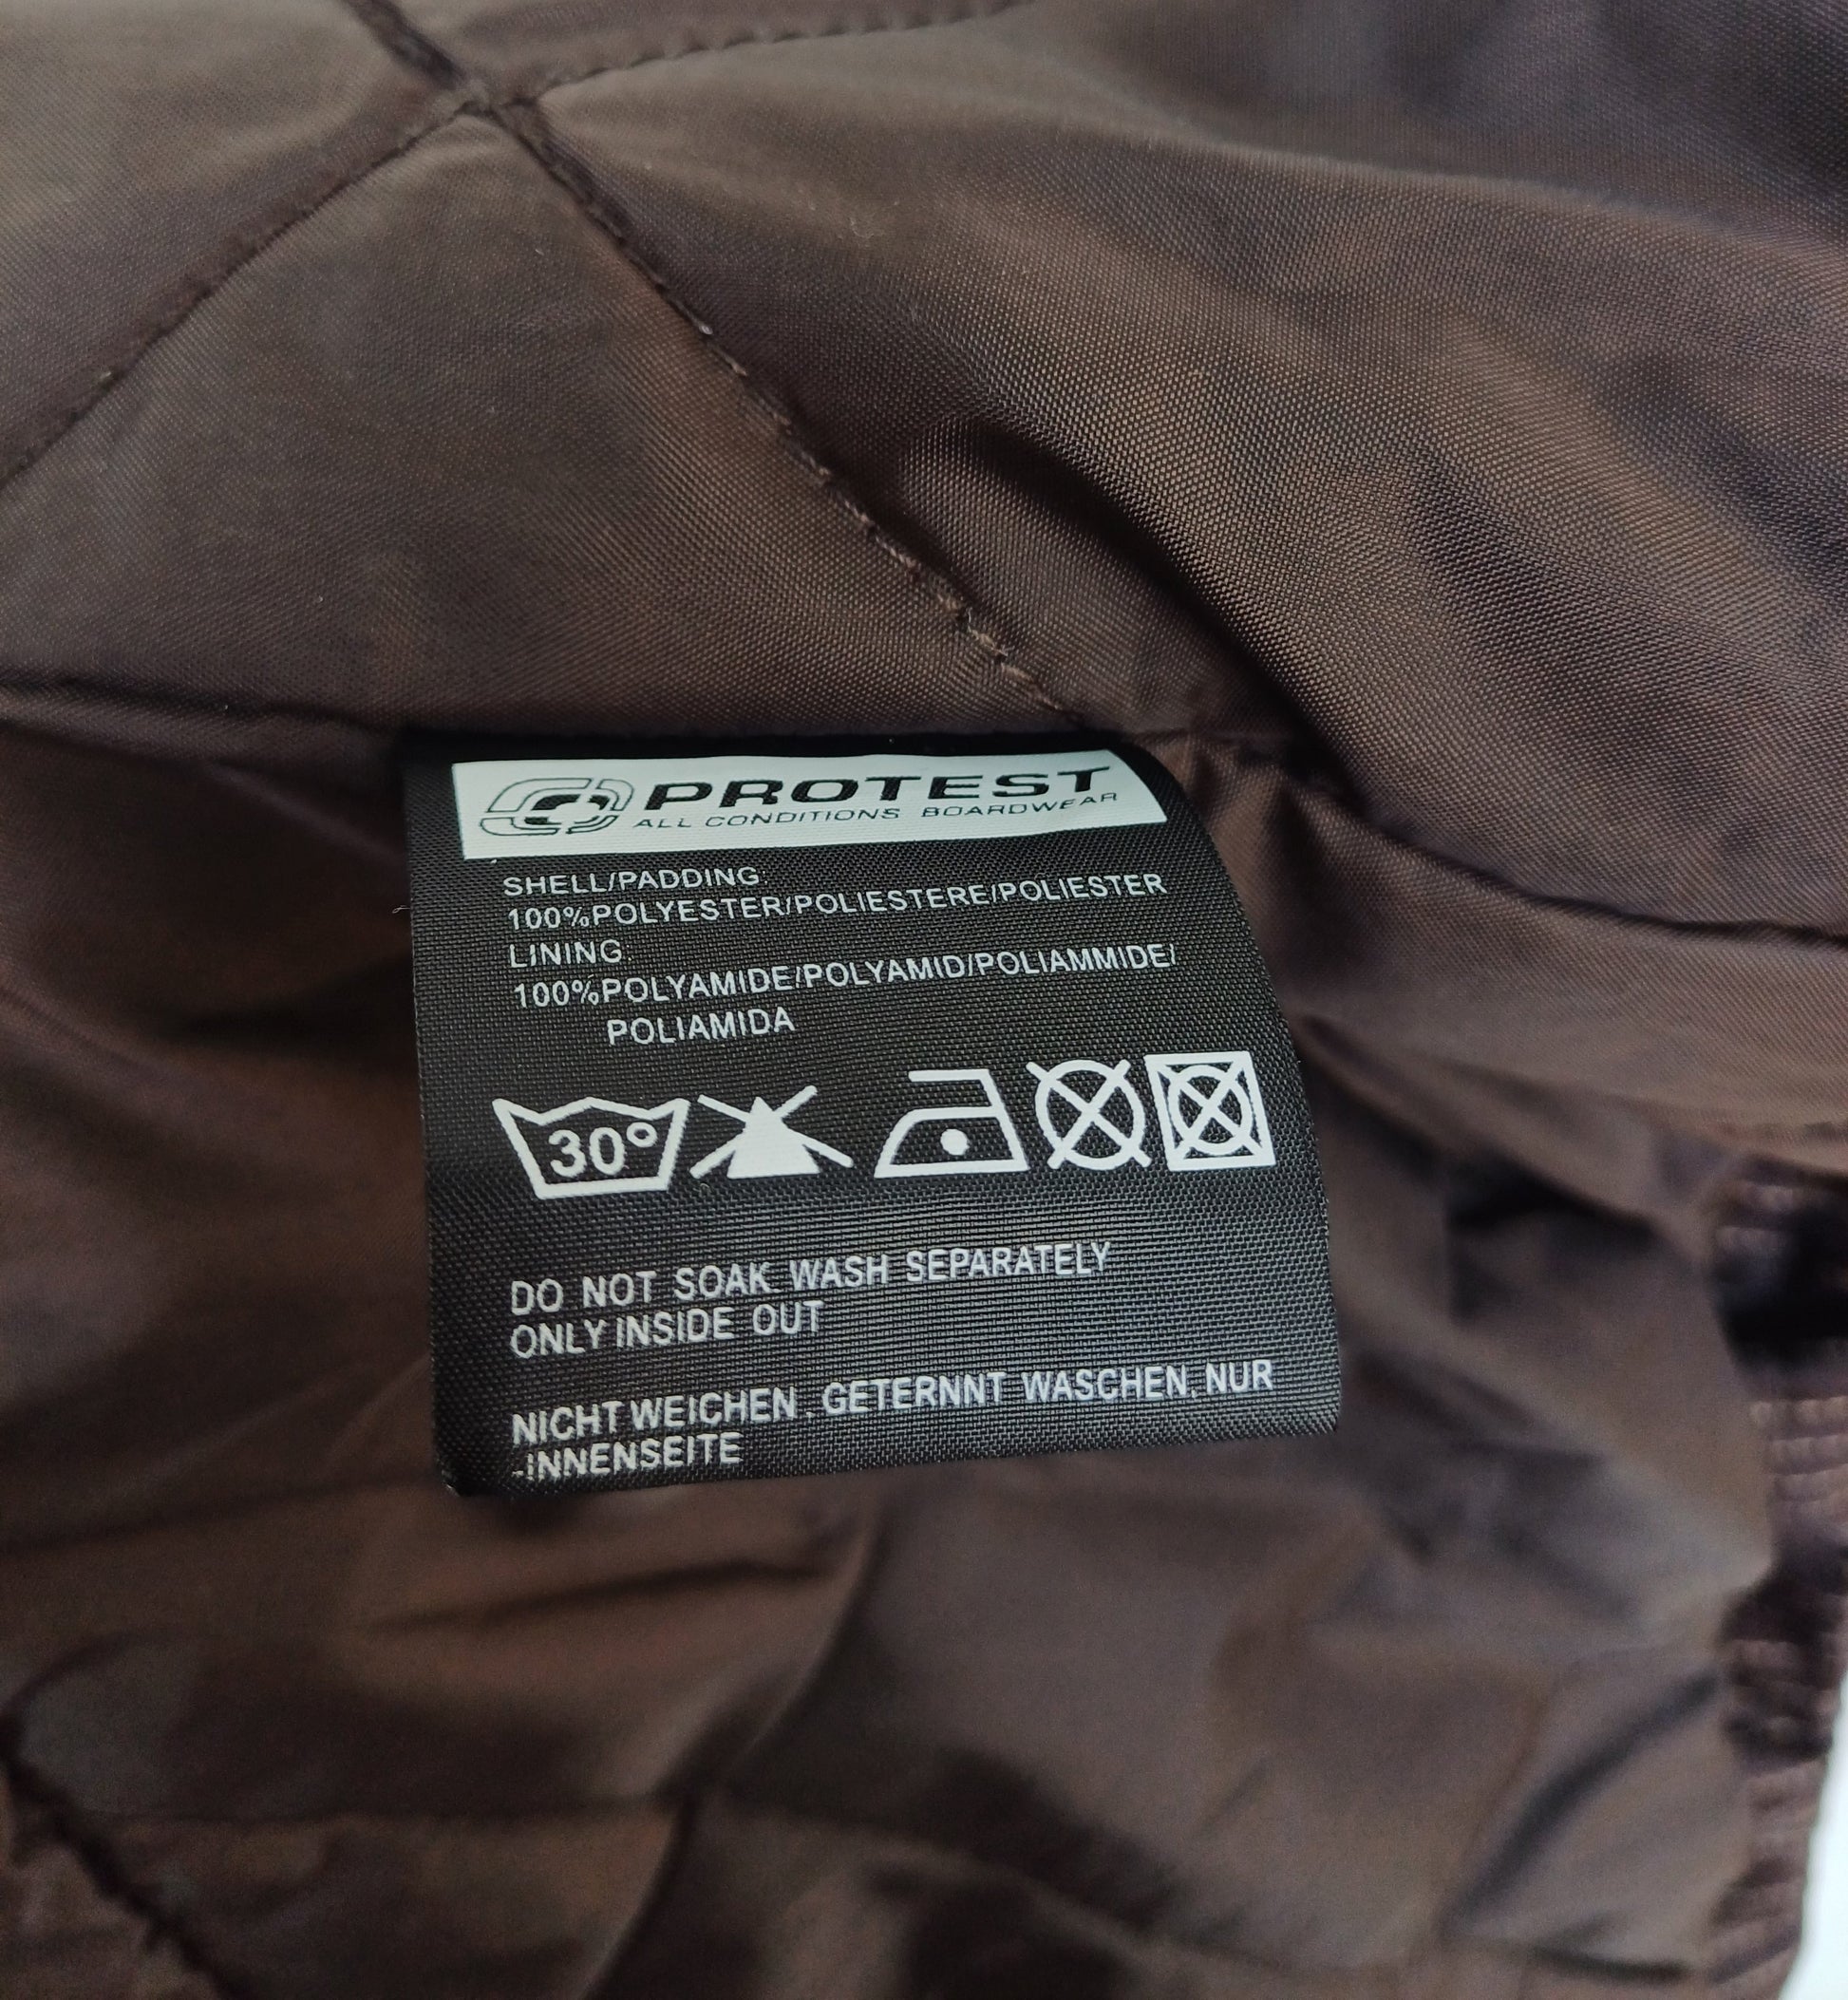 PROTEST
ALL CONDITIONS BOARDWEAR
SHELL/PADDING
100%POLYESTER/POLIESTERE/POLIESTER
LINING
100%POLYAMIDE/POLYAMID/POLIAMMIDE/
POLIAMIDA
30°
DO NOT SOAK WASH SEPARATELY
ONLY INSIDE OUT
NICHT WEICHEN, GETERNNT WASCHEN, NUR
-INNENSEITE